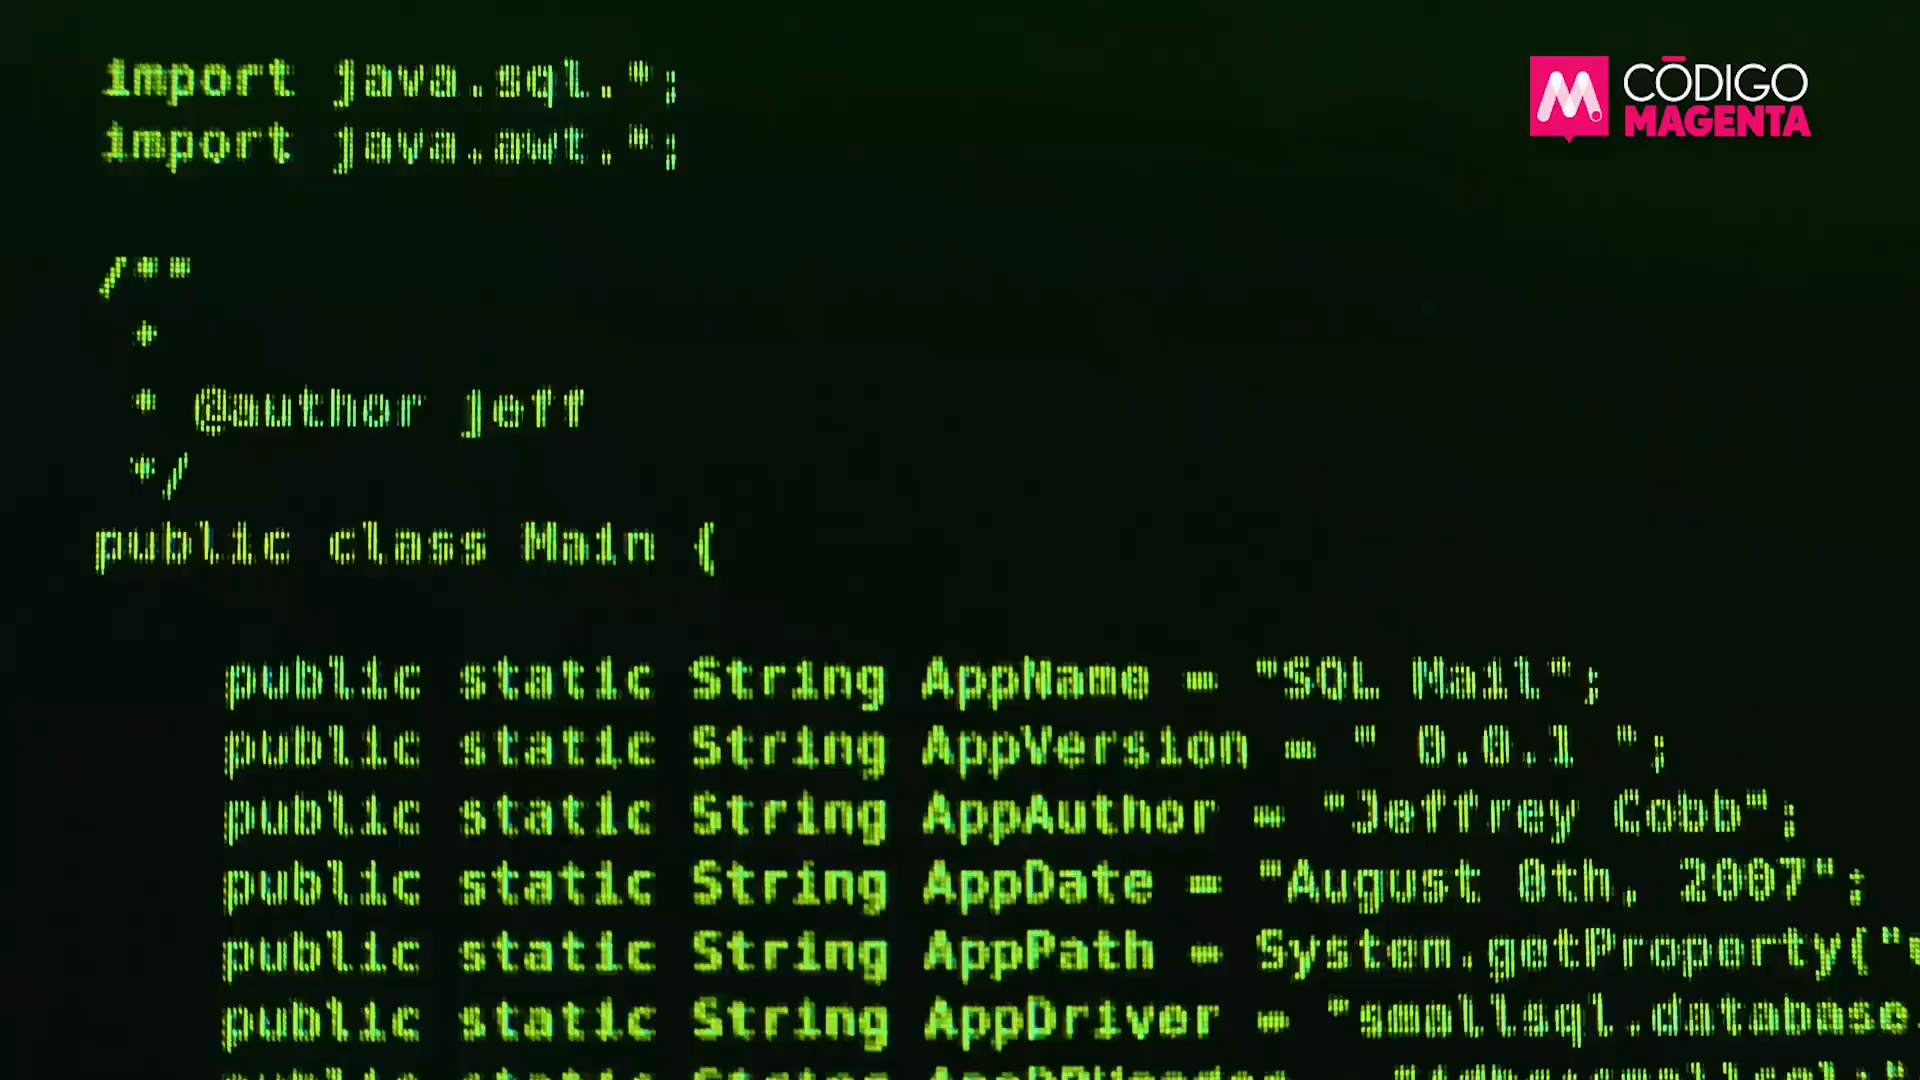 import java.sql.*;
import java.awt.*;
CÓDIGO
MAGENTA
/**
*
* @author jeff
*/
public class Main {
public static String AppName = "SQL Mail";
public static String AppVersion = " 0.0.1 ";
public static String AppAuthor = "Jeffrey Cobb";
public static String AppDate = "August 8th, 2007";
public static String AppPath = System.getProperty("
public static String AppDriver = "smallsql.database.